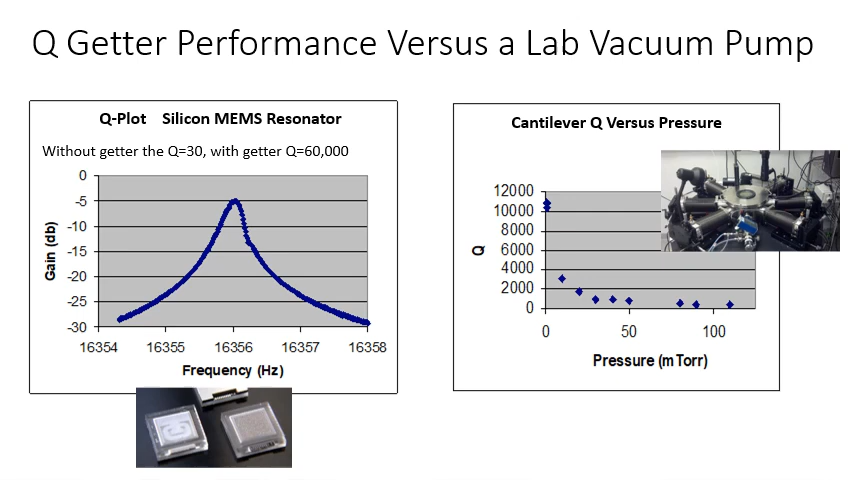 Q Getter Performance Versus a Lab Vacuum Pump
Q-Plot Silicon MEMS Resonator
Without getter the Q=30, with getter Q=60,000
0
-5
-10
-15
-20
-25
-30
Gain (db)
16354 16355 16356 16357 16358
Frequency (Hz)
Cantilever Q Versus Pressure
12000
10000
8000
6000
4000
2000
0
Q
0 50 100
Pressure (mTorr)